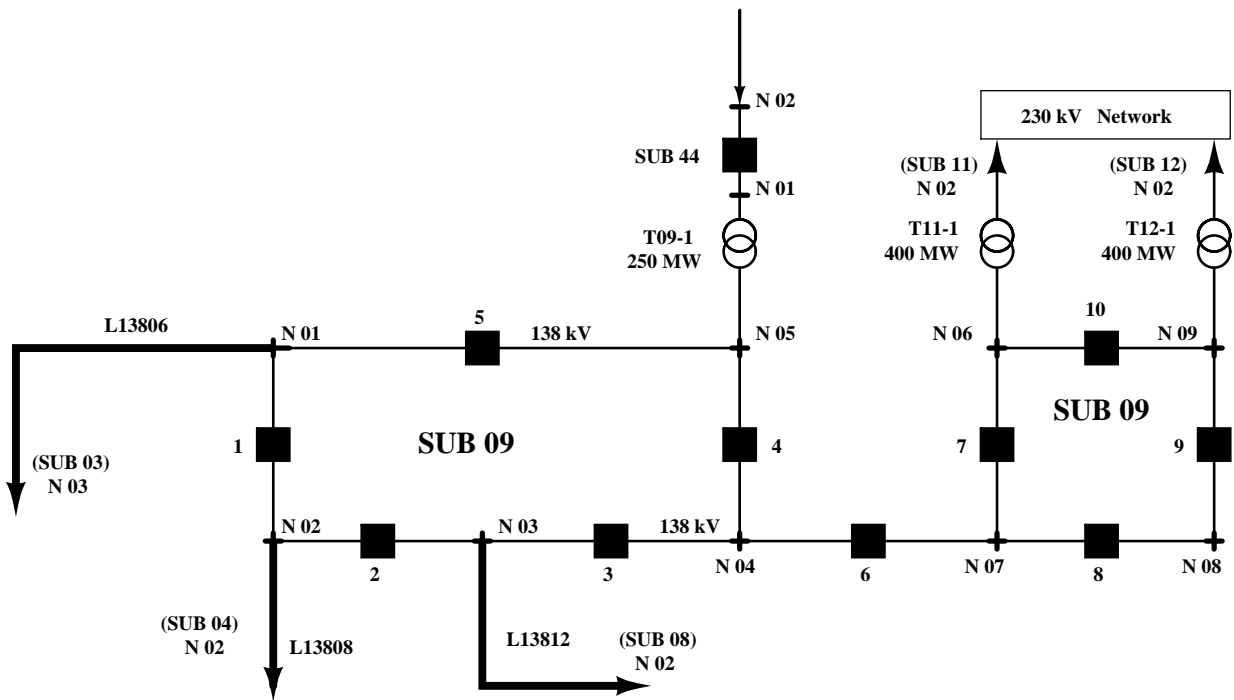 N 02
230 kV Network
SUB 44
(SUB 11)
N 02
(SUB 12)
N 02
N 01
T09-1
250 MW
T11-1
400 MW
T12-1
400 MW
L13806
N 01
5
138 kV
N 05
N 06
10
N 09
SUB 09
1
SUB 09
4
7
9
(SUB 03)
N 03
N 02
N 03
138 kV
2
3
N 04
6
N 07
8
N 08
(SUB 04)
N 02
L13808
L13812
(SUB 08)
N 02